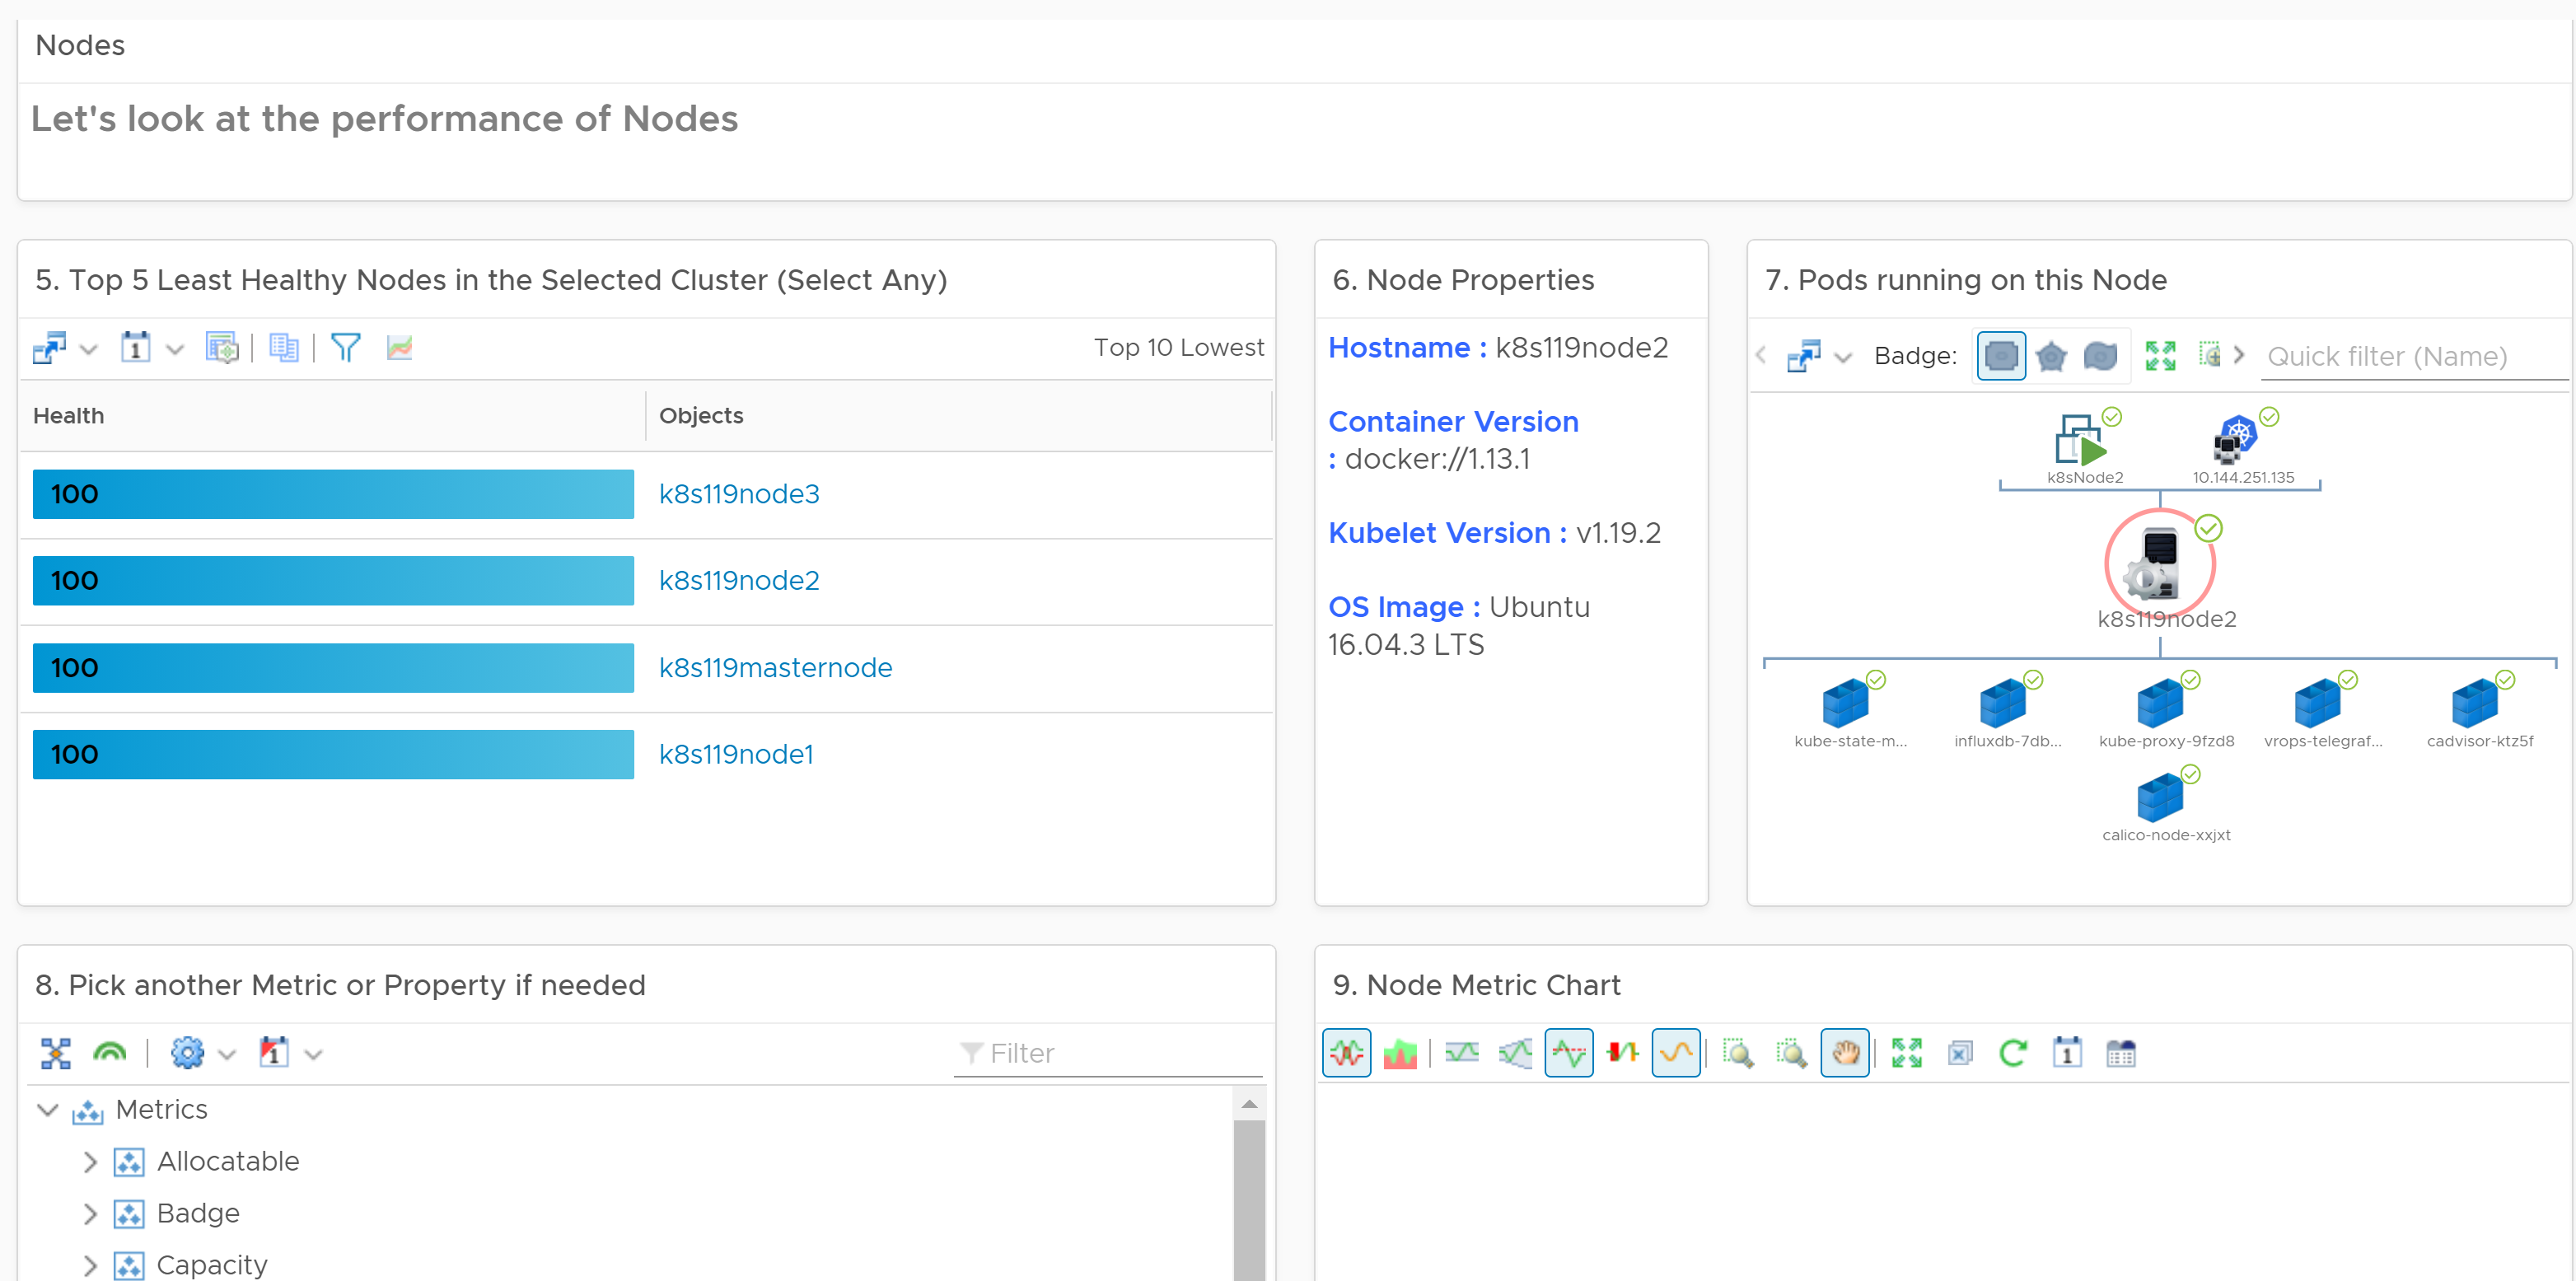 Nodes
Let's look at the performance of Nodes
5. Top 5 Least Healthy Nodes in the Selected Cluster (Select Any)
1
Top 10 Lowest
Health Objects
100 k8s119node3
100 k8s119node2
100 k8s119masternode
100 k8s119node1
6. Node Properties
Hostname : k8s119node2
Container Version
: docker://1.13.1
Kubelet Version : v1.19.2
OS Image : Ubuntu
16.04.3 LTS
7. Pods running on this Node
Badge: Quick filter (Name)
k8sNode2 10.144.251.135
k8s119node2
kube-state-m... influxdb-7db... kube-proxy-9fzd8 vrops-telegraf... cadvisor-ktz5f
calico-node-xxjxt
8. Pick another Metric or Property if needed
1 Filter
Metrics
Allocatable
Badge
Capacity
9. Node Metric Chart
1